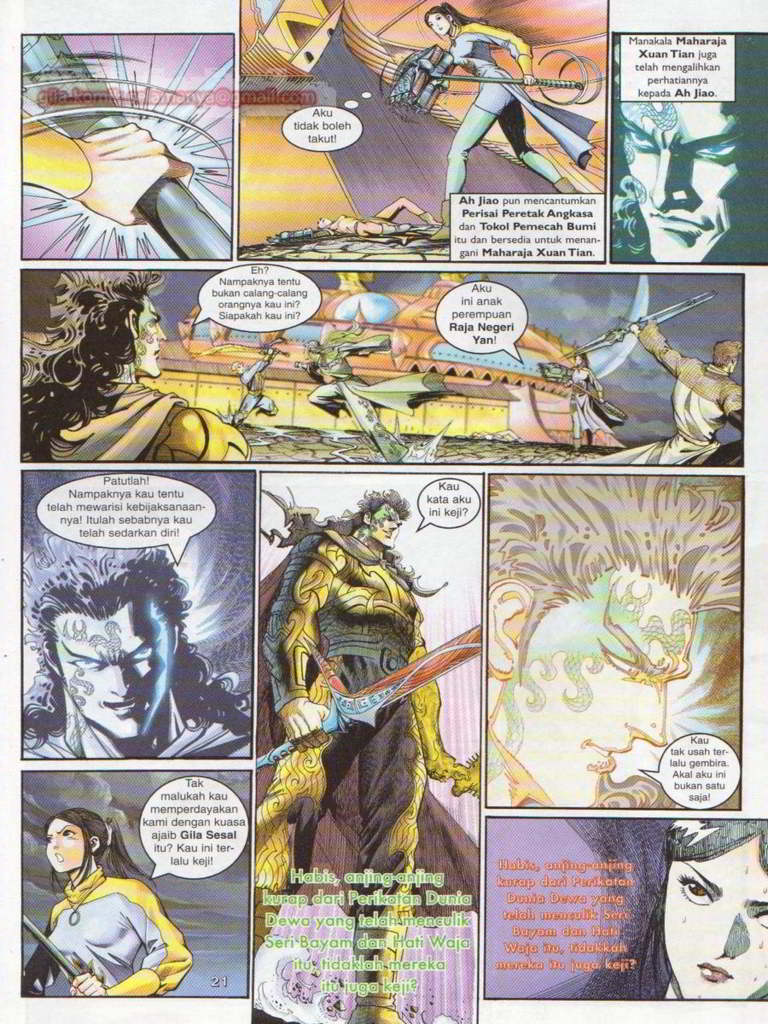 gila.komik.selamanya@gmail.com
Aku
tidak boleh
takut!
Ah Jiao pun mencantumkan
Perisai Peretak Angkasa
dan Tokol Pemecah Bumi
itu dan bersedia untuk menan-
gani Maharaja Xuan Tian.
Manakala Maharaja
Xuan Tian juga
telah mengalihkan
perhatiannya
kepada Ah Jiao.
Eh?
Nampaknya tentu
bukan calang-calang
orangnya kau ini?
Siapakah kau ini?
Aku
ini anak
perempuan
Raja Negeri
Yan!
Patutlah!
Nampaknya kau tentu
telah mewarisi kebijaksanaan-
nya! Itulah sebabnya kau
telah sedarkan diri!
Kau
kata aku
ini keji?
Kau
tak usah ter-
lalu gembira.
Akal aku ini
bukan satu
saja!
Tak
malukah kau
memperdayakan
kami dengan kuasa
ajaib Gila Sesal
itu? Kau ini ter-
lalu keji!
Habis, anjing-anjing
kurap dari Perikatan Dunia
Dewa yang telah menculik
Seri Bayam dan Hati Waja
itu, tidaklah mereka
itu juga keji?
Habis, anjing-anjing
kurap dari Perikatan
Dunia Dewa yang
telah menculik Seri
Bayam dan Hati
Waja itu, tidakkah
mereka itu juga keji?
21